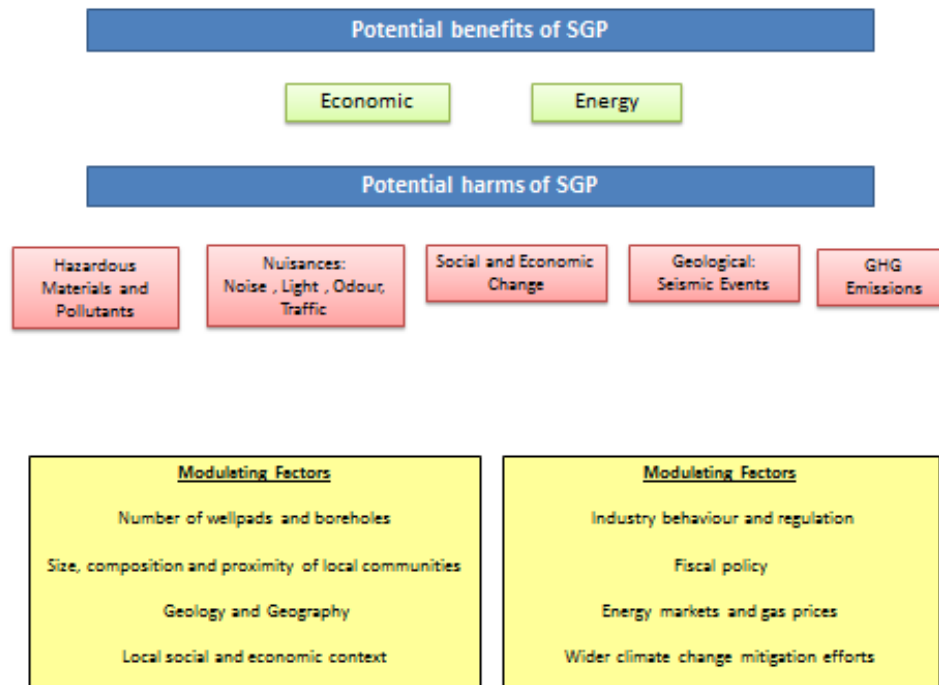 Potential benefits of SGP
Economic
Energy
Potential harms of SGP
Hazardous
Materials and
Pollutants
Nuisances:
Noise , Light , Odour,
Traffic
Social and Economic
Change
Geological:
Seismic Events
GHG
Emissions
Modulating Factors
Number of wellpads and boreholes
Size, composition and proximity of local communities
Geology and Geography
Local social and economic context
Modulating Factors
Industry behaviour and regulation
Fiscal policy
Energy markets and gas prices
Wider climate change mitigation efforts